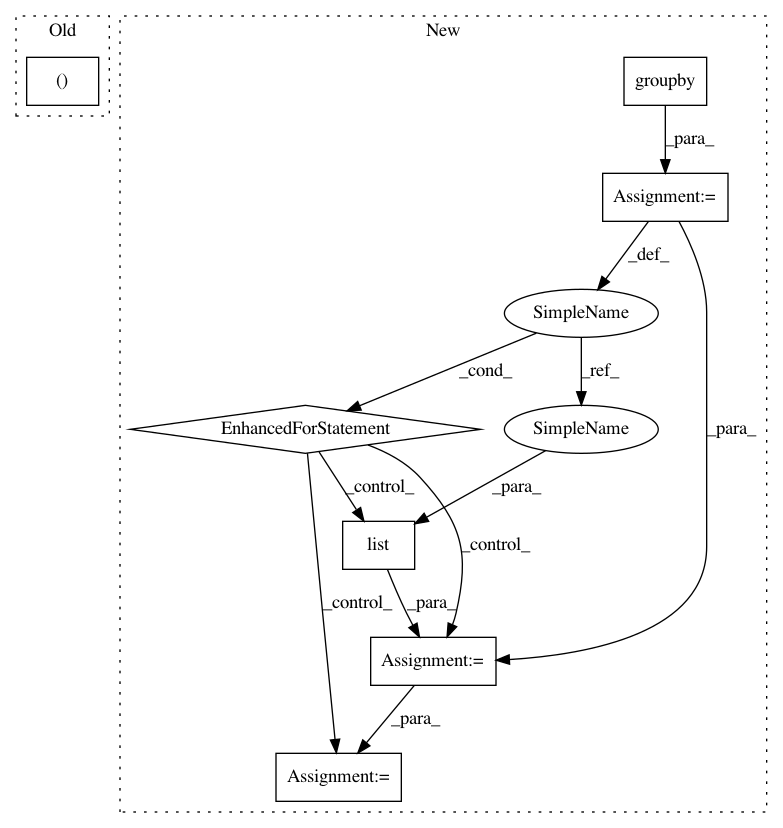 Old
New
()
groupby
_para_
Assignment:=
_def_
SimpleName
_cond_
_ref_
EnhancedForStatement
SimpleName
_para_
_control_
_para_
list
_control_
_control_
_para_
Assignment:=
_para_
Assignment:=